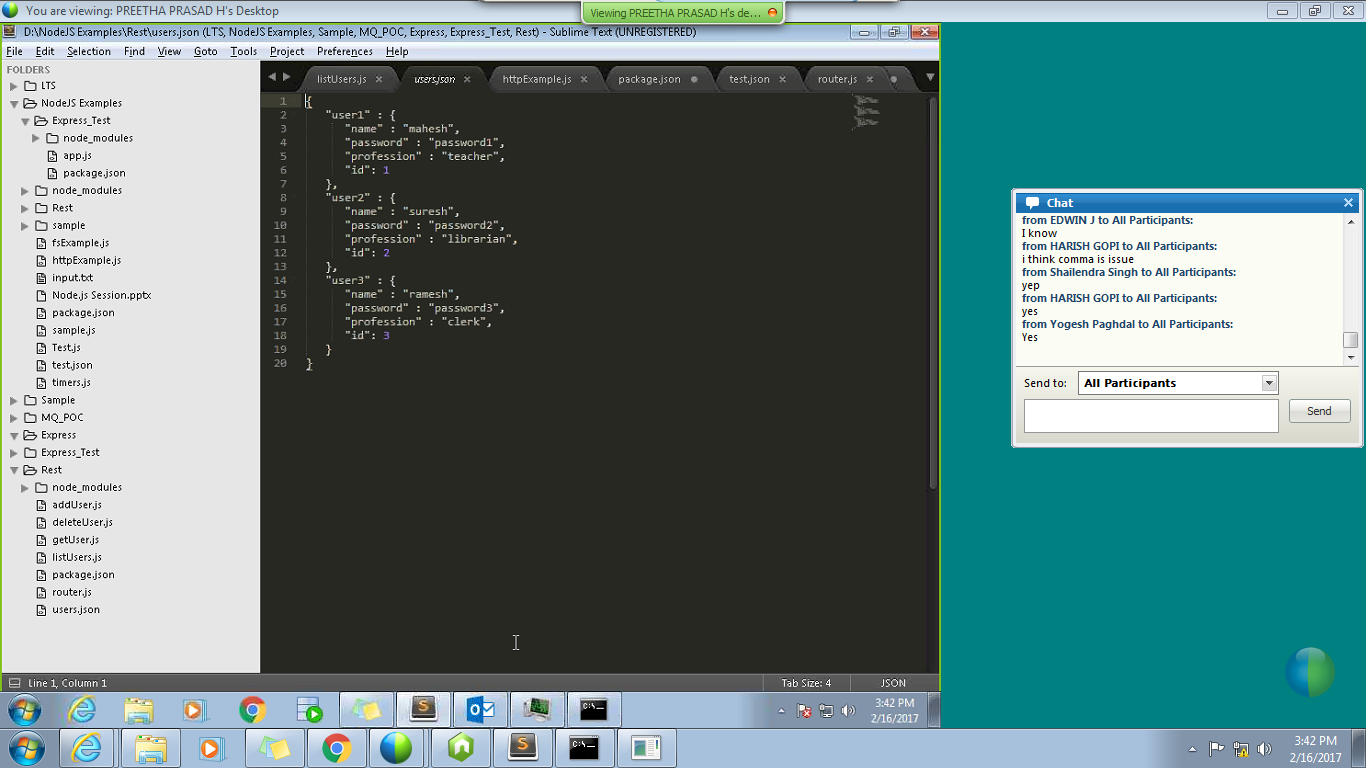 You are viewing: PREETHA PRASAD H's Desktop
Viewing PREETHA PRASAD H's de...
D:\NodeJS Examples\Rest\users.json (LTS, NodeJS Examples, Sample, MQ_POC, Express, Express_Test, Rest) - Sublime Text (UNREGISTERED)
File Edit Selection Find View Goto Tools Project Preferences Help
FOLDERS
LTS
NodeJS Examples
Express_Test
node_modules
app.js
package.json
node_modules
Rest
sample
fsExample.js
httpExample.js
input.txt
Node.js Session.pptx
package.json
sample.js
Test.js
test.json
timers.js
Sample
MQ_POC
Express
Express_Test
Rest
node_modules
addUser.js
deleteUser.js
getUser.js
listUsers.js
package.json
router.js
users.json
listUsers.js users.json httpExample.js package.json test.json router.js
1 {
2 "user1" : {
3 "name" : "mahesh",
4 "password" : "password1",
5 "profession" : "teacher",
6 "id": 1
7 },
8 "user2" : {
9 "name" : "suresh",
10 "password" : "password2",
11 "profession" : "librarian",
12 "id": 2
13 },
14 "user3" : {
15 "name" : "ramesh",
16 "password" : "password3",
17 "profession" : "clerk",
18 "id": 3
19 }
20 }
Line 1, Column 1
Tab Size: 4
JSON
Chat
from EDWIN J to All Participants:
I know
from HARISH GOPI to All Participants:
i think comma is issue
from Shailendra Singh to All Participants:
yep
from HARISH GOPI to All Participants:
yes
from Yogesh Paghdal to All Participants:
Yes
Send to: All Participants
Send
3:42 PM
2/16/2017
3:42 PM
2/16/2017